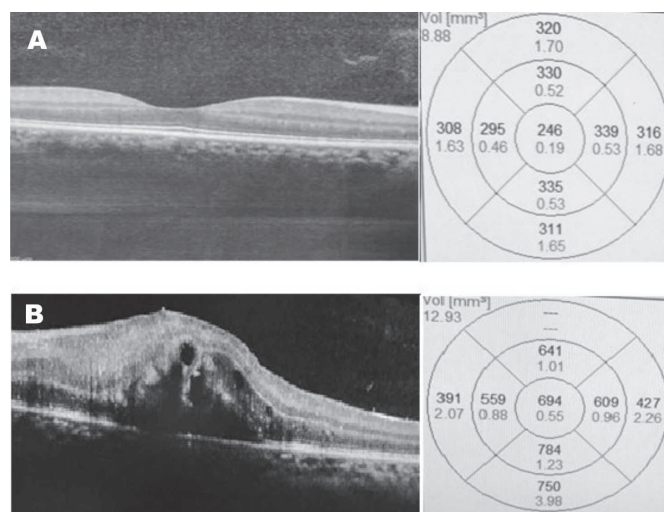 A
Vol [mm³]
8.88
320
1.70
330
0.52
308 295 246 339 316
1.63 0.46 0.19 0.53 1.68
335
0.53
311
1.65
B
Vol [mm³]
12.93
---
---
641
1.01
391 559 694 609 427
2.07 0.88 0.55 0.96 2.26
784
1.23
750
3.98